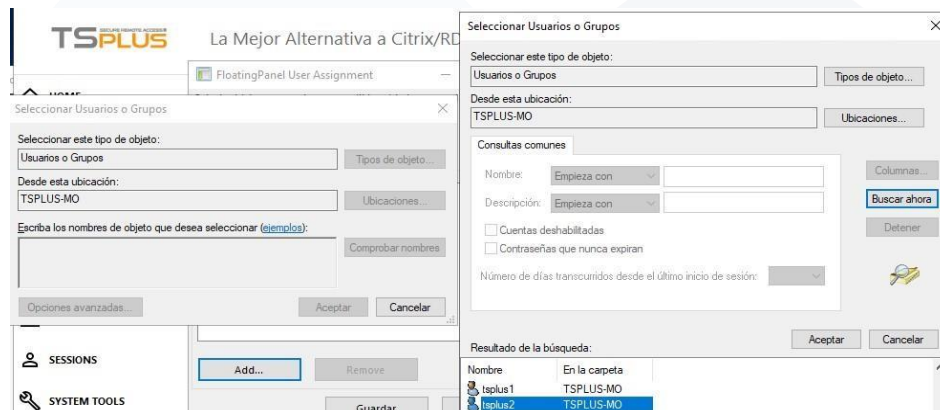 TSPLUS
SECURE REMOTE ACCESS
La Mejor Alternativa a Citrix/RD
FloatingPanel User Assignment
HOME
Seleccionar Usuarios o Grupos
Seleccionar este tipo de objeto:
Usuarios o Grupos
Tipos de objeto...
Desde esta ubicación:
TSPLUS-MO
Ubicaciones...
Escriba los nombres de objeto que desea seleccionar (ejemplos):
Comprobar nombres
Opciones avanzadas...
Aceptar
Cancelar
SESSIONS
SYSTEM TOOLS
Add...
Remove
Guardar
Seleccionar Usuarios o Grupos
Seleccionar este tipo de objeto:
Usuarios o Grupos
Tipos de objeto...
Desde esta ubicación:
TSPLUS-MO
Ubicaciones...
Consultas comunes
Nombre:
Empieza con
Descripción:
Empieza con
Cuentas deshabilitadas
Contraseñas que nunca expiran
Número de días transcurridos desde el último inicio de sesión:
Columnas...
Buscar ahora
Detener
Aceptar
Cancelar
Resultado de la búsqueda:
Nombre En la carpeta
tsplus1 TSPLUS-MO
tsplus2 TSPLUS-MO